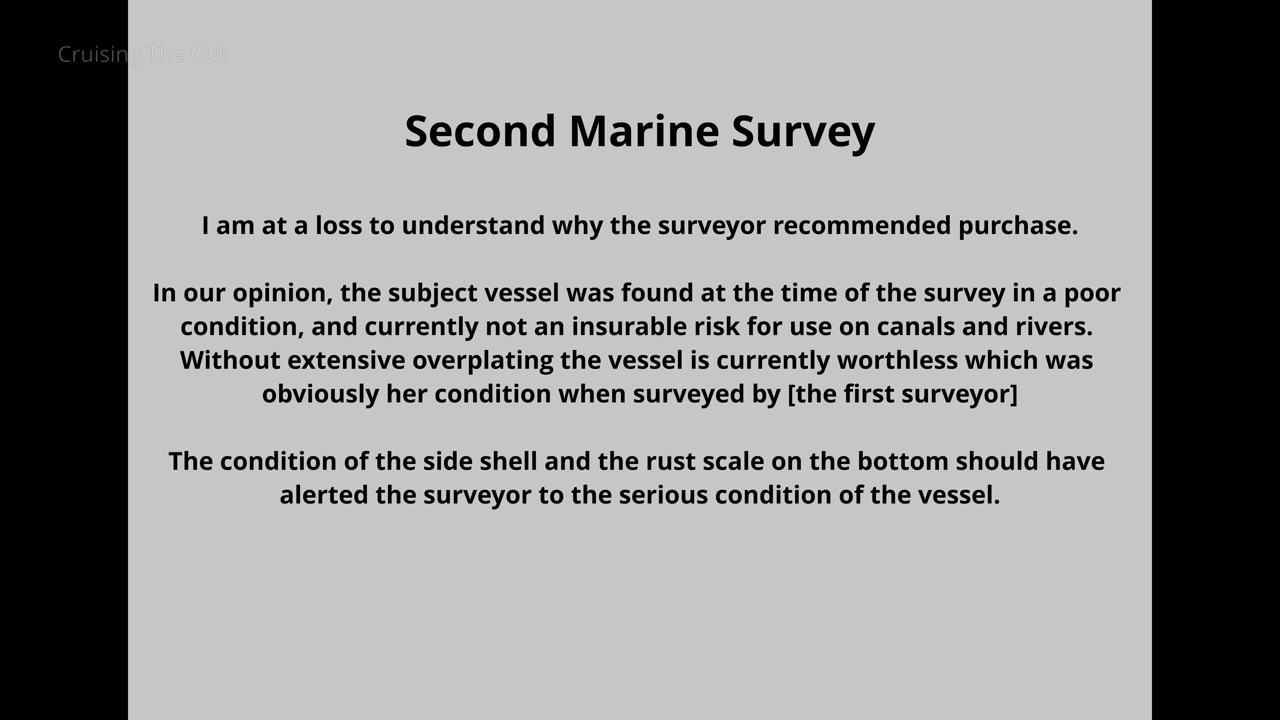 Cruising The Cut
Second Marine Survey
I am at a loss to understand why the surveyor recommended purchase.
In our opinion, the subject vessel was found at the time of the survey in a poor
condition, and currently not an insurable risk for use on canals and rivers.
Without extensive overplating the vessel is currently worthless which was
obviously her condition when surveyed by [the first surveyor]
The condition of the side shell and the rust scale on the bottom should have
alerted the surveyor to the serious condition of the vessel.